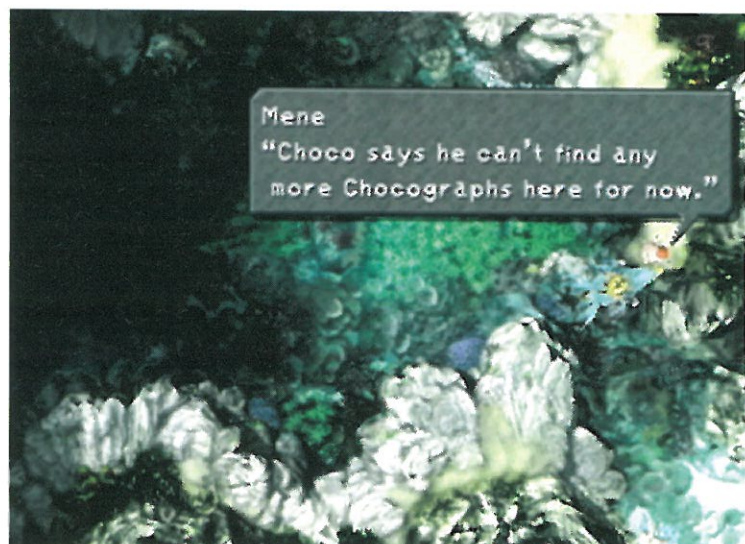 Mene
“Choco says he can't find any
more Chocographs here for now.”